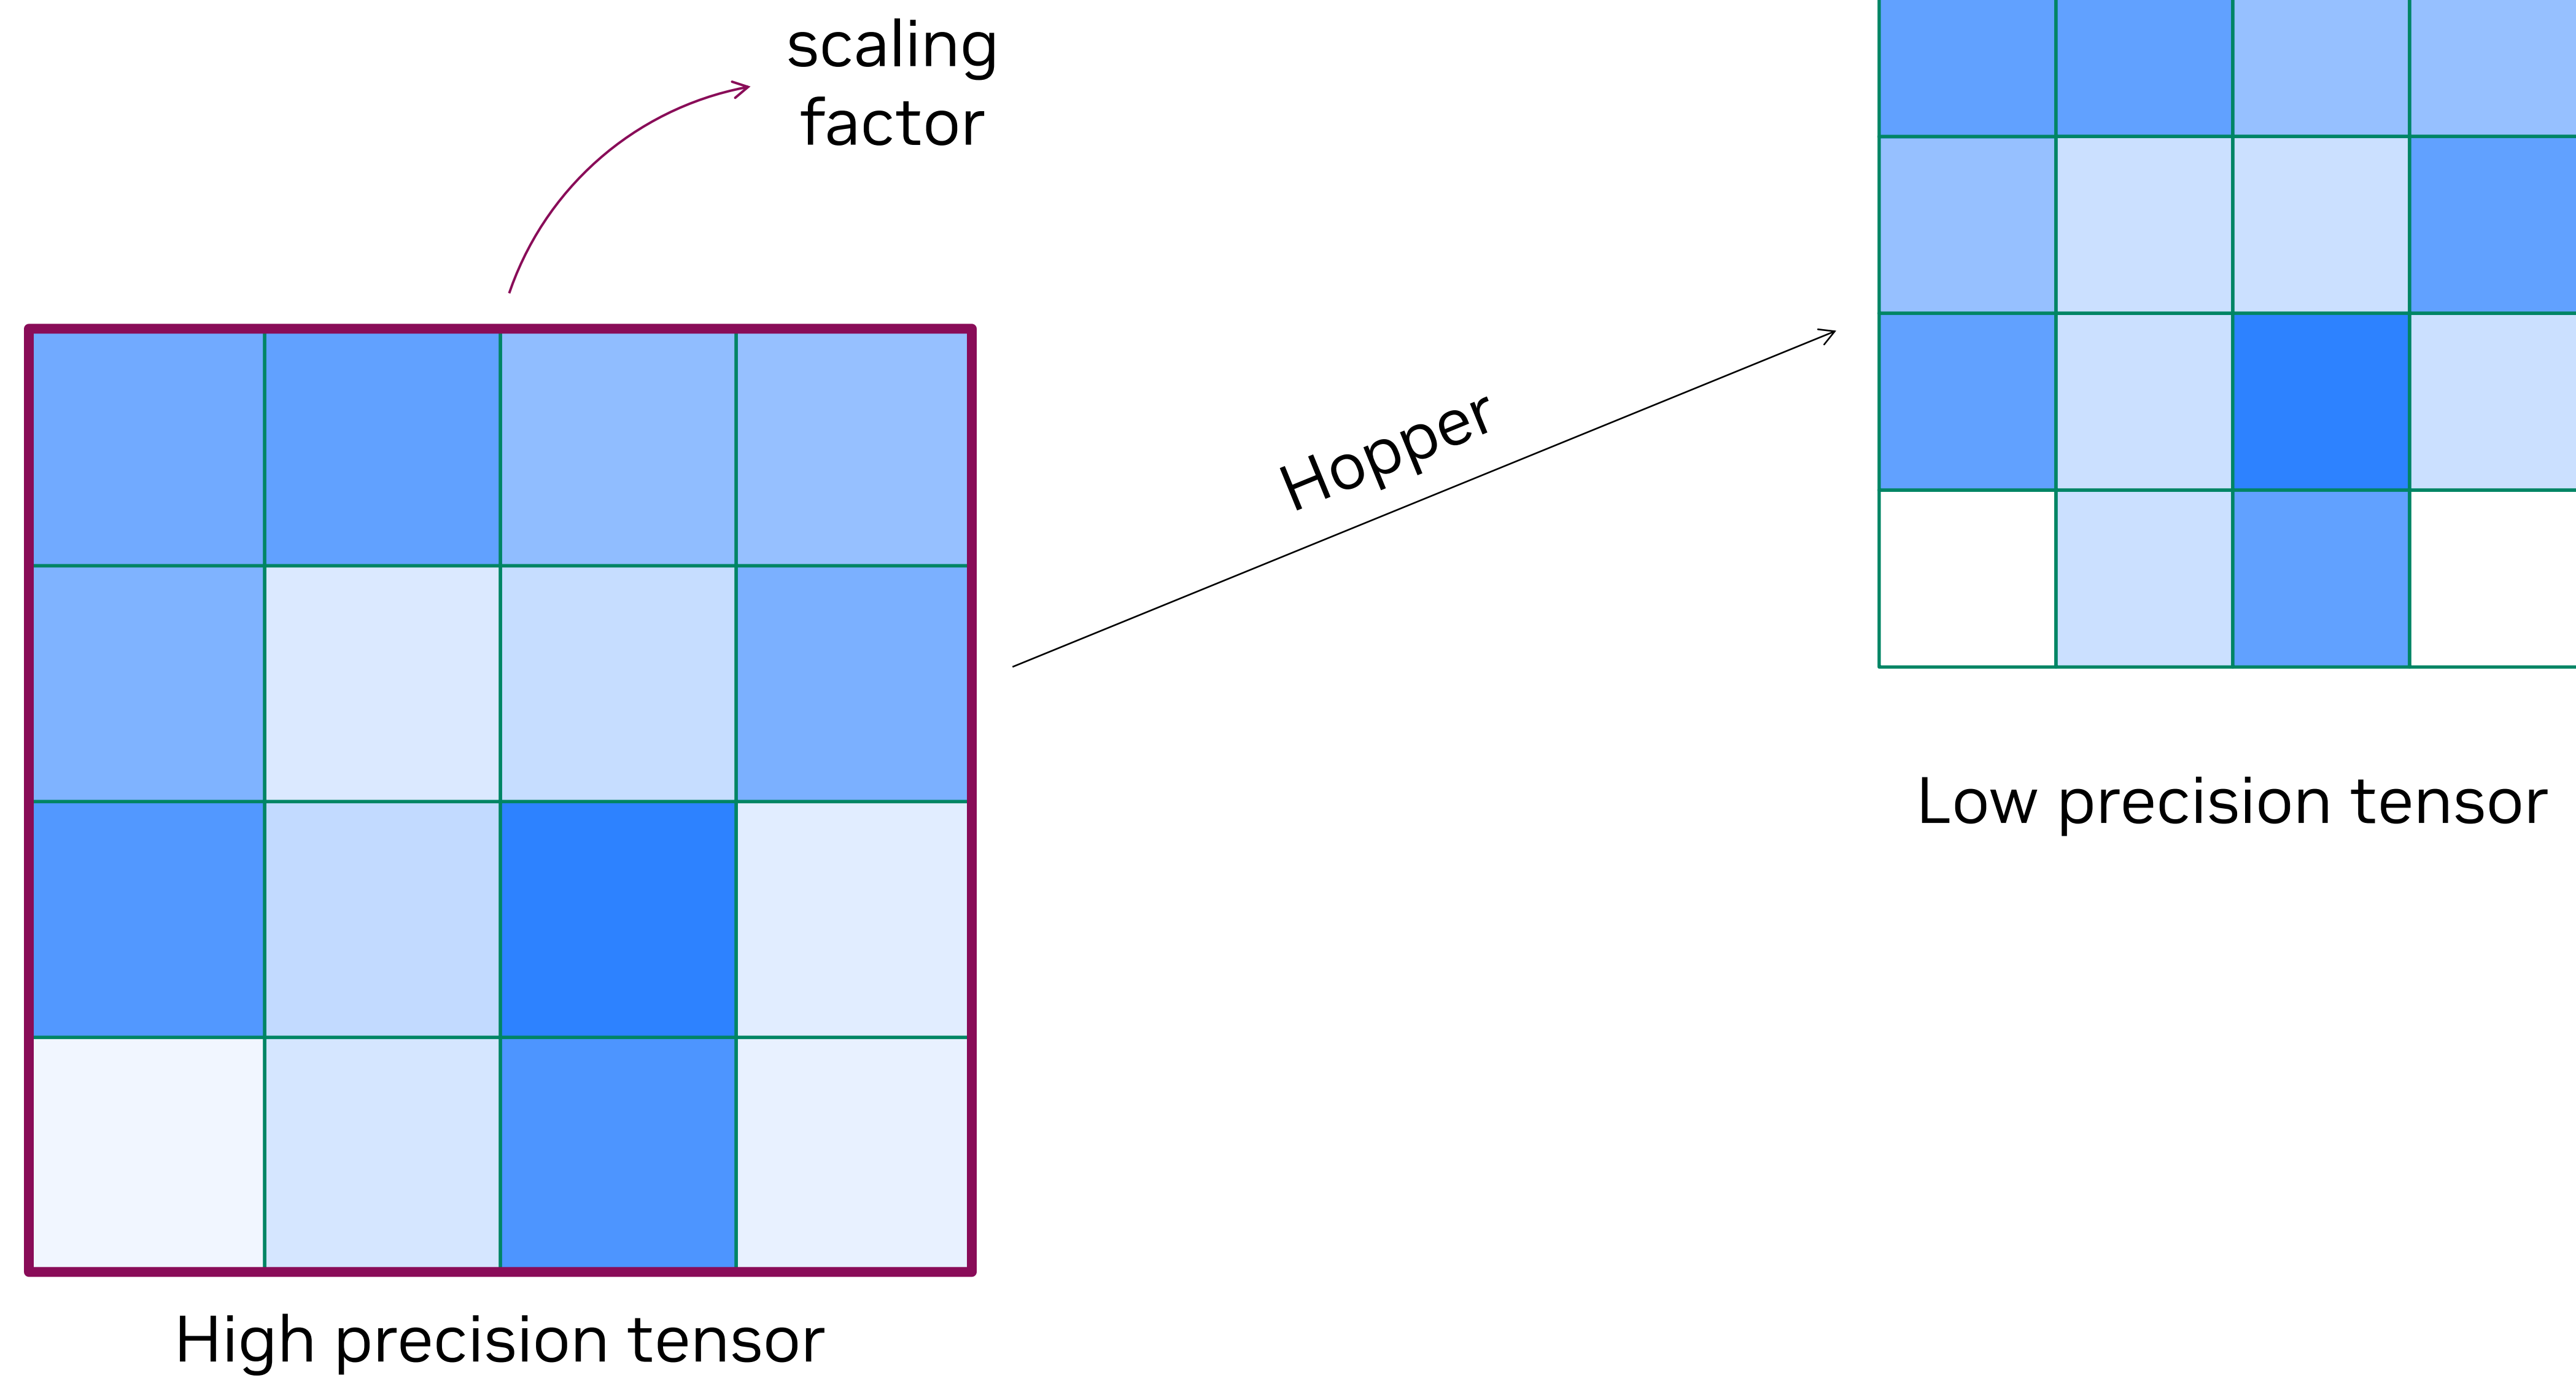 scaling
factor
Hopper
Low precision tensor
High precision tensor